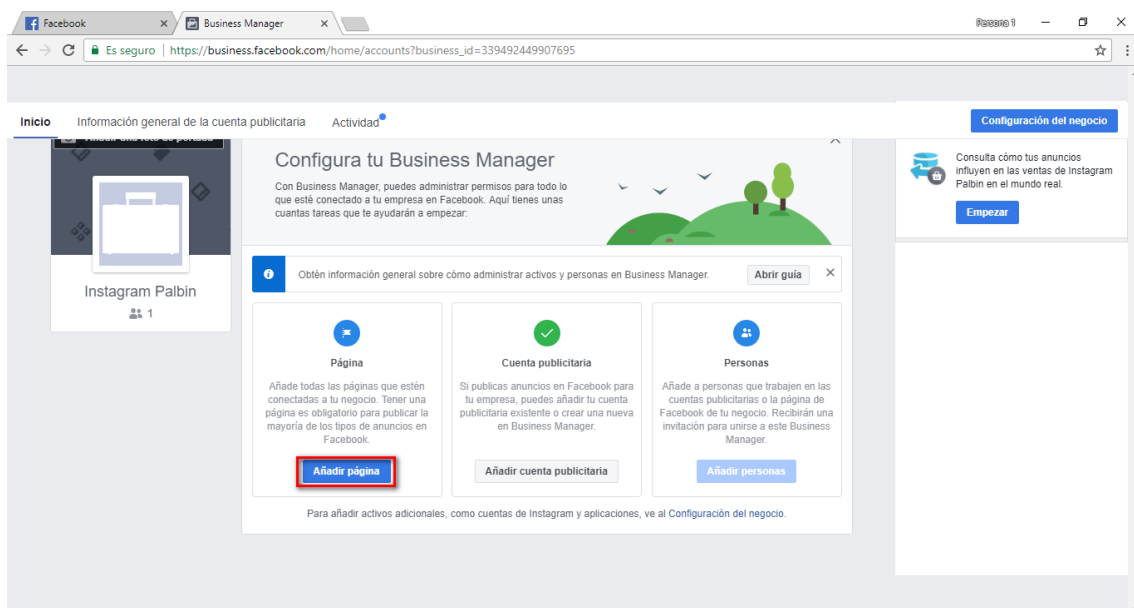 Facebook
Business Manager
Persona 1
Es seguro | https://business.facebook.com/home/accounts?business_id=339492449907695
Inicio
Información general de la cuenta publicitaria
Actividad
Configuración del negocio
Configura tu Business Manager
Con Business Manager, puedes administrar permisos para todo lo
que esté conectado a tu empresa en Facebook. Aquí tienes unas
cuantas tareas que te ayudarán a empezar:
Consulta cómo tus anuncios
influyen en las ventas de Instagram
Palbin en el mundo real.
Empezar
Instagram Palbin
1
Obtén información general sobre cómo administrar activos y personas en Business Manager.
Abrir guía
Página
Añade todas las páginas que estén
conectadas a tu negocio. Tener una
página es obligatorio para publicar la
mayoría de los tipos de anuncios en
Facebook.
Añadir página
Cuenta publicitaria
Si publicas anuncios en Facebook para
tu empresa, puedes añadir tu cuenta
publicitaria existente o crear una nueva
en Business Manager.
Añadir cuenta publicitaria
Personas
Añade a personas que trabajen en las
cuentas publicitarias o la página de
Facebook de tu negocio. Recibirán una
invitación para unirse a este Business
Manager.
Añadir personas
Para añadir activos adicionales, como cuentas de Instagram y aplicaciones, ve al Configuración del negocio.